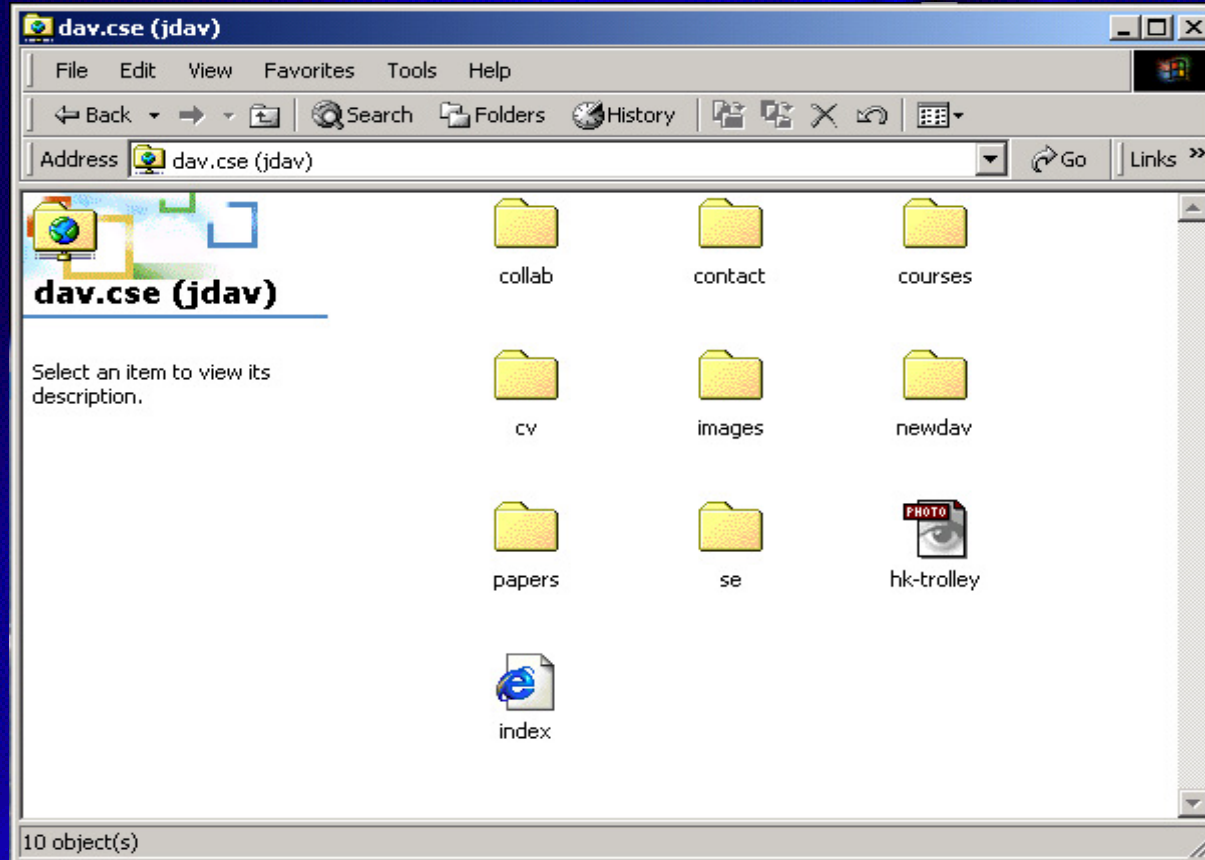 dav.cse (jdav)
File Edit View Favorites Tools Help
Back Search Folders History
Address dav.cse (jdav) Go Links »
dav.cse (jdav)
Select an item to view its
description.
collab contact courses
cv images newdav
PHOTO
papers se hk-trolley
index
10 object(s)